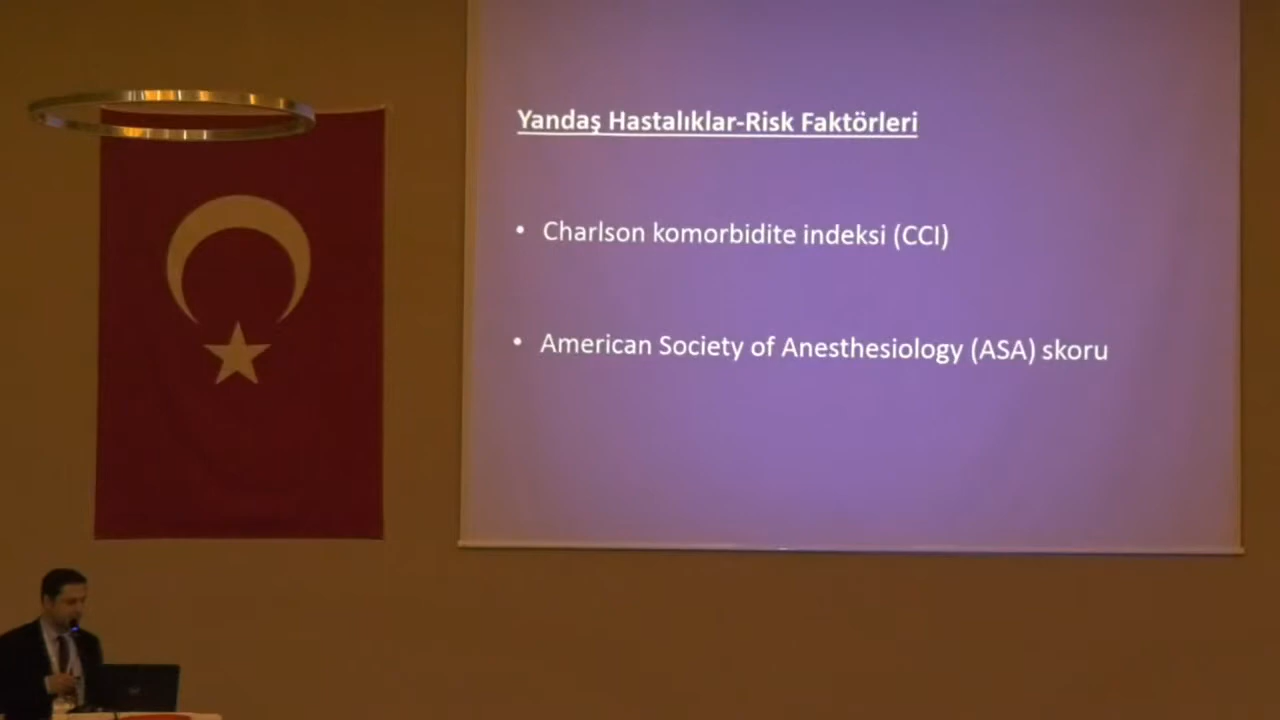 Yandaş Hastalıklar-Risk Faktörleri
• Charlson komorbidite indeksi (CCI)
• American Society of Anesthesiology (ASA) skoru